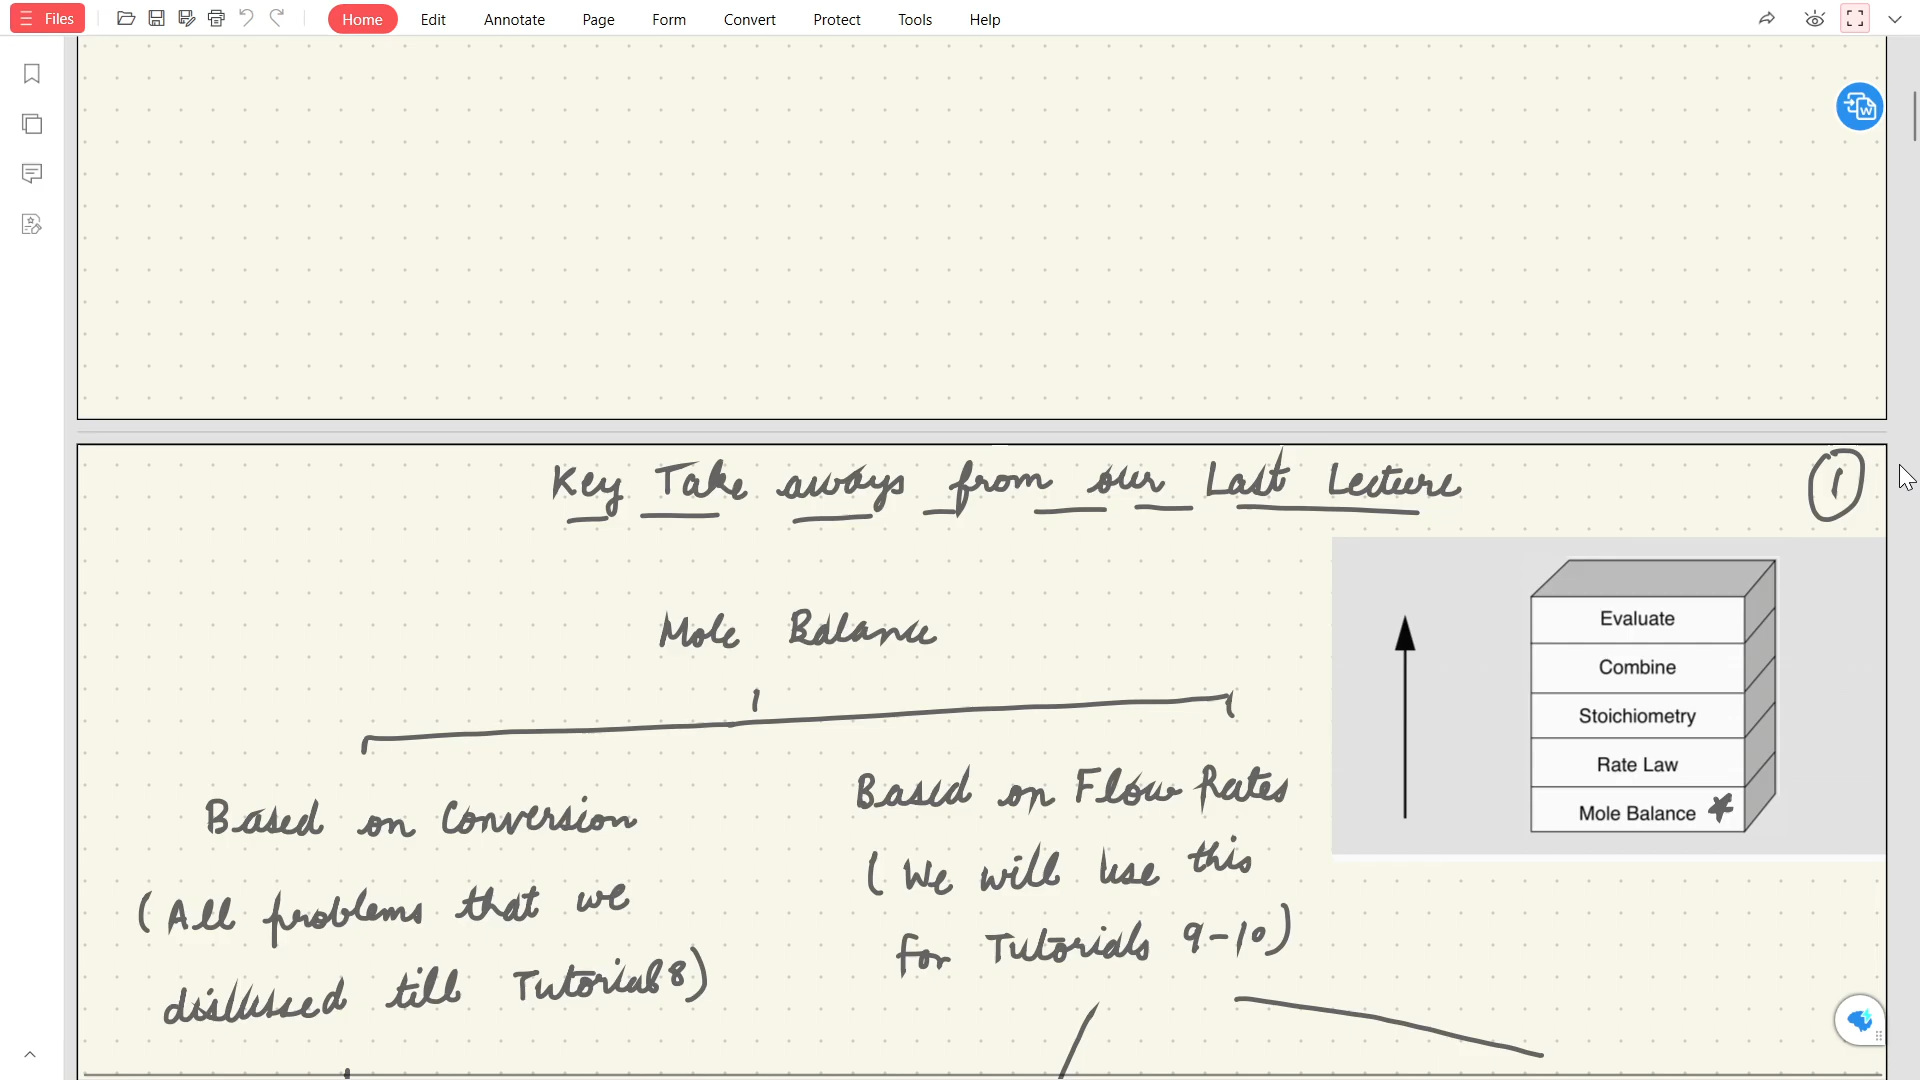 Files Home Edit Annotate Page Form Convert Protect Tools Help
W
Key Take aways from our Last Lecture
1
Mole Balance
Based on Conversion
(All problems that we
disscussed till Tutorial 8)
Based on Flow Rates
(We will use this
for Tutorials 9-10)
Evaluate
Combine
Stoichiometry
Rate Law
Mole Balance *